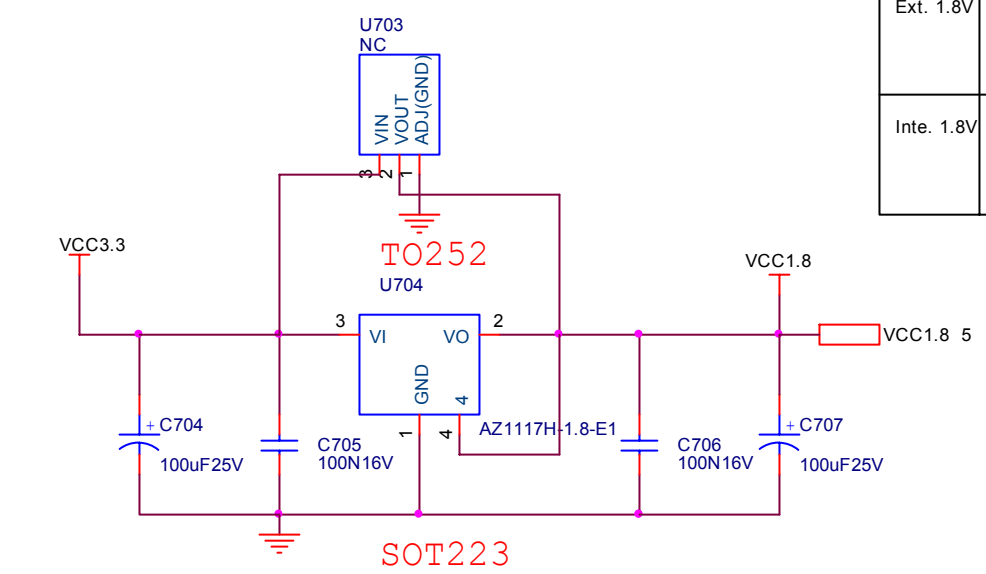 Ext. 1.8V
Inte. 1.8V
U703
NC
VIN
VOUT
ADJ(GND)
3
2
1
TO252
VCC3.3
VCC1.8
U704
3
VI
VO
2
GND
4
1
4
AZ1117H-1.8-E1
VCC1.8 5
+ C704
100uF25V
C705
100N16V
C706
100N16V
+ C707
100uF25V
SOT223